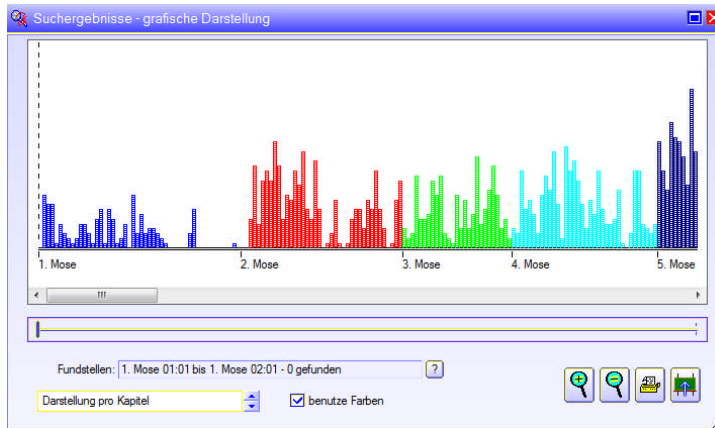 Suchergebnisse - grafische Darstellung
1. Mose 2. Mose 3. Mose 4. Mose 5. Mose
Fundstellen: 1. Mose 01:01 bis 1. Mose 02:01 - 0 gefunden ?
Darstellung pro Kapitel benutze Farben